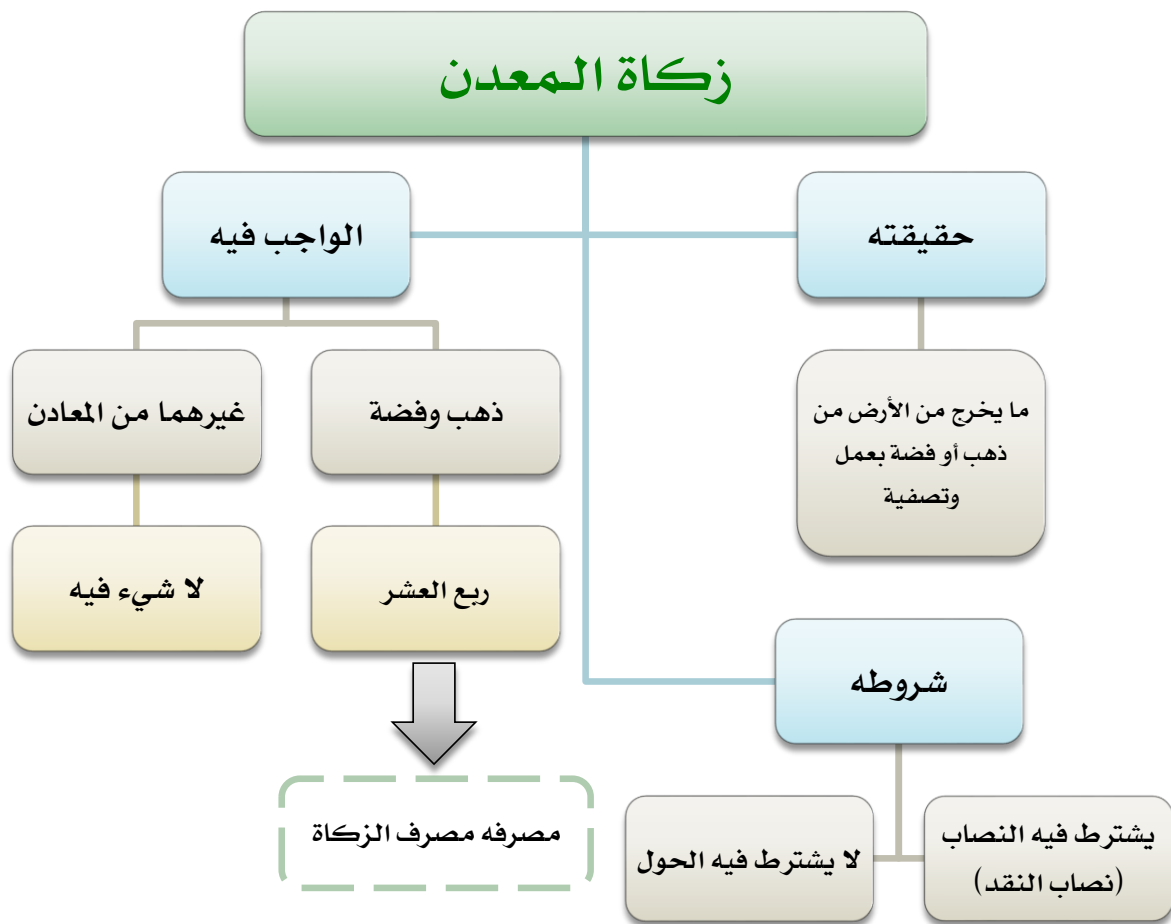 زكاة المعدن
حقيقته
ما يخرج من الأرض من
ذهب أو فضة بعمل
وتصفية
الواجب فيه
ذهب وفضة
ربع العشر
مصرفه مصرف الزكاة
غيرهما من المعادن
لا شيء فيه
شروطه
يشترط فيه النصاب
(نصاب النقد)
لا يشترط فيه الحول